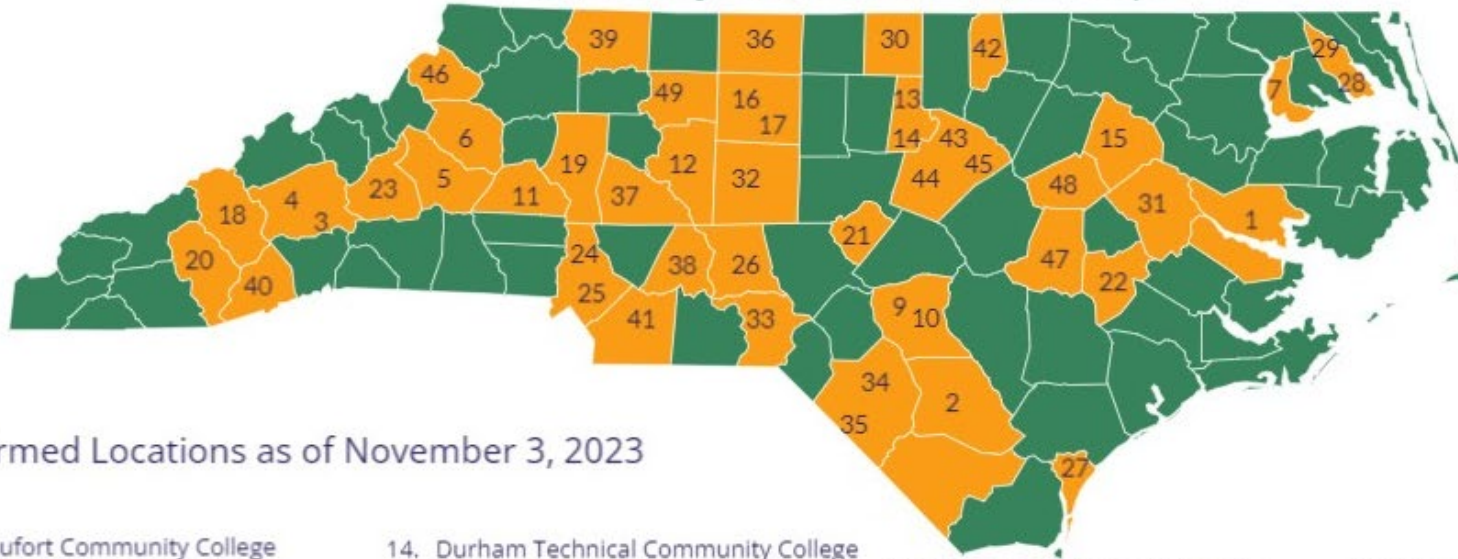 39 36 30 42 29
46 49 16 13 7 28
6 17 14 43 15
19 12 45
18 4 23 5 11 37 32 44 48 31 1
3
20 24 38 26 21 47 22
40 25 9
41 33 10
34 2
35
27
rmed Locations as of November 3, 2023
ufort Community College
14. Durham Technical Community College